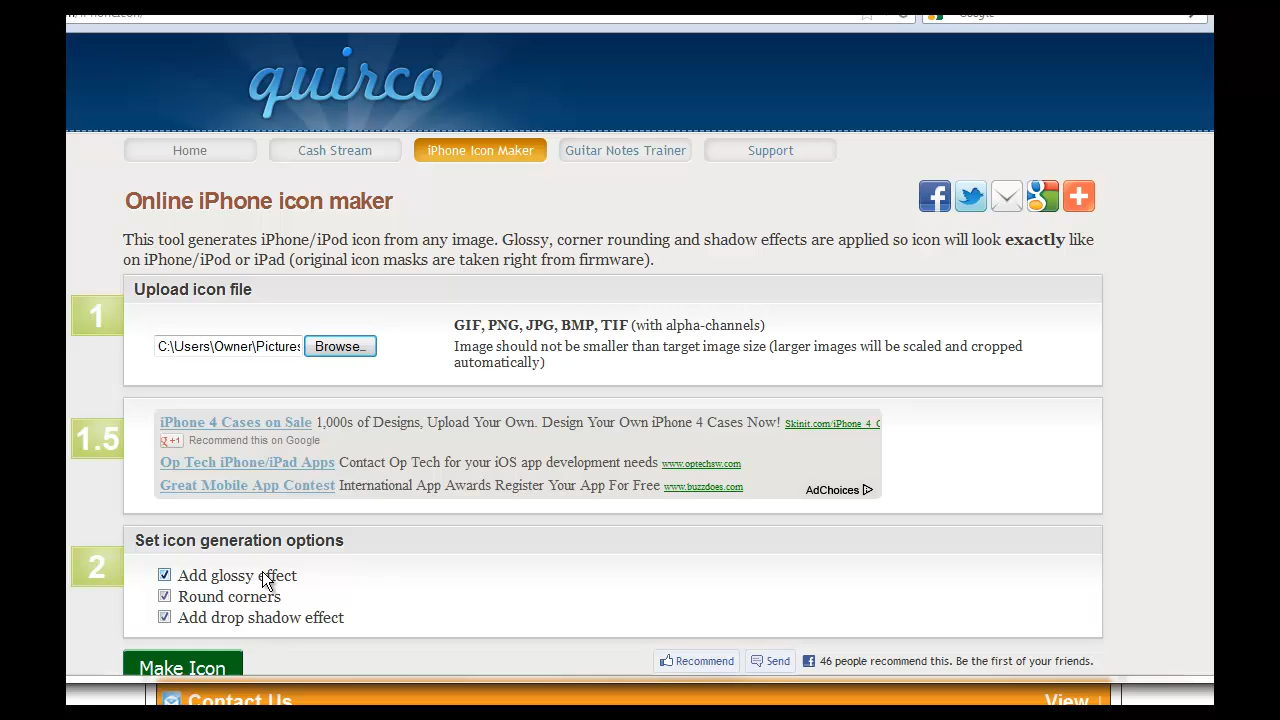 quirco
Home Cash Stream iPhone Icon Maker Guitar Notes Trainer Support
Online iPhone icon maker
This tool generates iPhone/iPod icon from any image. Glossy, corner rounding and shadow effects are applied so icon will look exactly like
on iPhone/iPod or iPad (original icon masks are taken right from firmware).
Upload icon file
1
GIF, PNG, JPG, BMP, TIF (with alpha-channels)
C:\Users\Owner\Pictures Browse...
Image should not be smaller than target image size (larger images will be scaled and cropped
automatically)
1.5
iPhone 4 Cases on Sale 1,000s of Designs, Upload Your Own. Design Your Own iPhone 4 Cases Now! Skinit.com/iPhone_4_C
+1 Recommend this on Google
Op Tech iPhone/iPad Apps Contact Op Tech for your iOS app development needs www.optechsw.com
Great Mobile App Contest International App Awards Register Your App For Free www.buzzdoes.com
AdChoices
Set icon generation options
2
Add glossy effect
Round corners
Add drop shadow effect
Make Icon
Recommend Send 46 people recommend this. Be the first of your friends.
Contact Us View